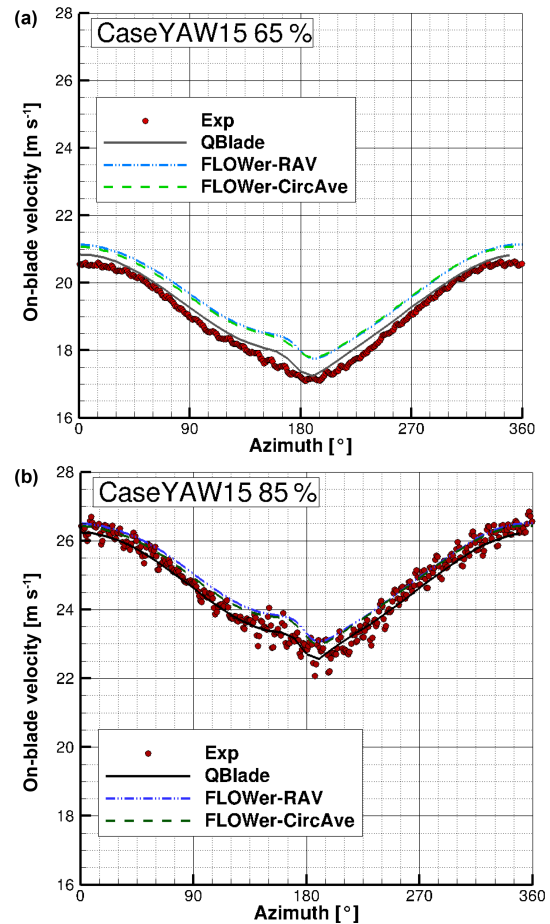 (a)
CaseYAW15 65 %
28
26
24
22
20
18
16
On-blade velocity [m s⁻¹]
Exp
QBlade
FLOWer-RAV
FLOWer-CircAve
0 90 180 270 360
Azimuth [°]
(b)
CaseYAW15 85 %
28
26
24
22
20
18
16
On-blade velocity [m s⁻¹]
Exp
QBlade
FLOWer-RAV
FLOWer-CircAve
0 90 180 270 360
Azimuth [°]